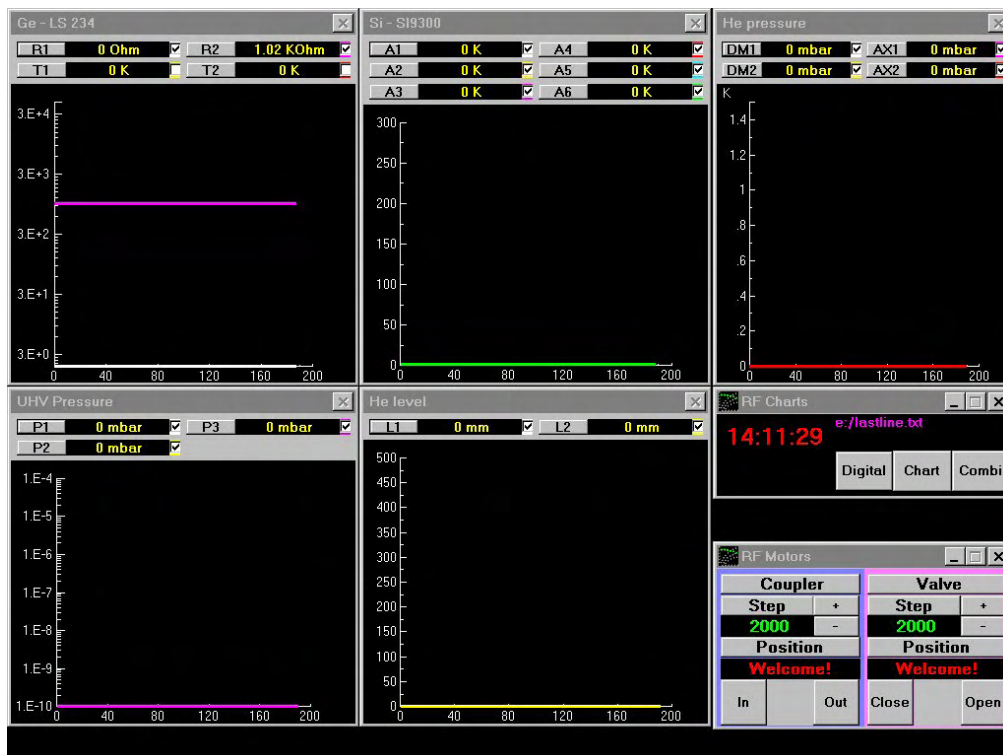 Ge - LS 234
R1 0 Ohm R2 1.02 KOhm
T1 0 K T2 0 K
3.E+4
3.E+3
3.E+2
3.E+1
3.E+0
0 40 80 120 160 200
Si - SI9300
A1 0 K A4 0 K
A2 0 K A5 0 K
A3 0 K A6 0 K
300
250
200
150
100
50
0
0 40 80 120 160 200
He pressure
DM1 0 mbar AX1 0 mbar
DM2 0 mbar AX2 0 mbar
K
1.4
1.2
1
.8
.6
.4
.2
0
0 40 80 120 160 200
UHV Pressure
P1 0 mbar P3 0 mbar
P2 0 mbar
1.E-4
1.E-5
1.E-6
1.E-7
1.E-8
1.E-9
1.E-10
0 40 80 120 160 200
He level
L1 0 mm L2 0 mm
500
450
400
350
300
250
200
150
100
50
0
0 40 80 120 160 200
RF Charts
14:11:29 e:/lastline.txt
Digital Chart Combi
RF Motors
Coupler Valve
Step + Step +
2000 - 2000 -
Position Position
Welcome! Welcome!
In Out Close Open